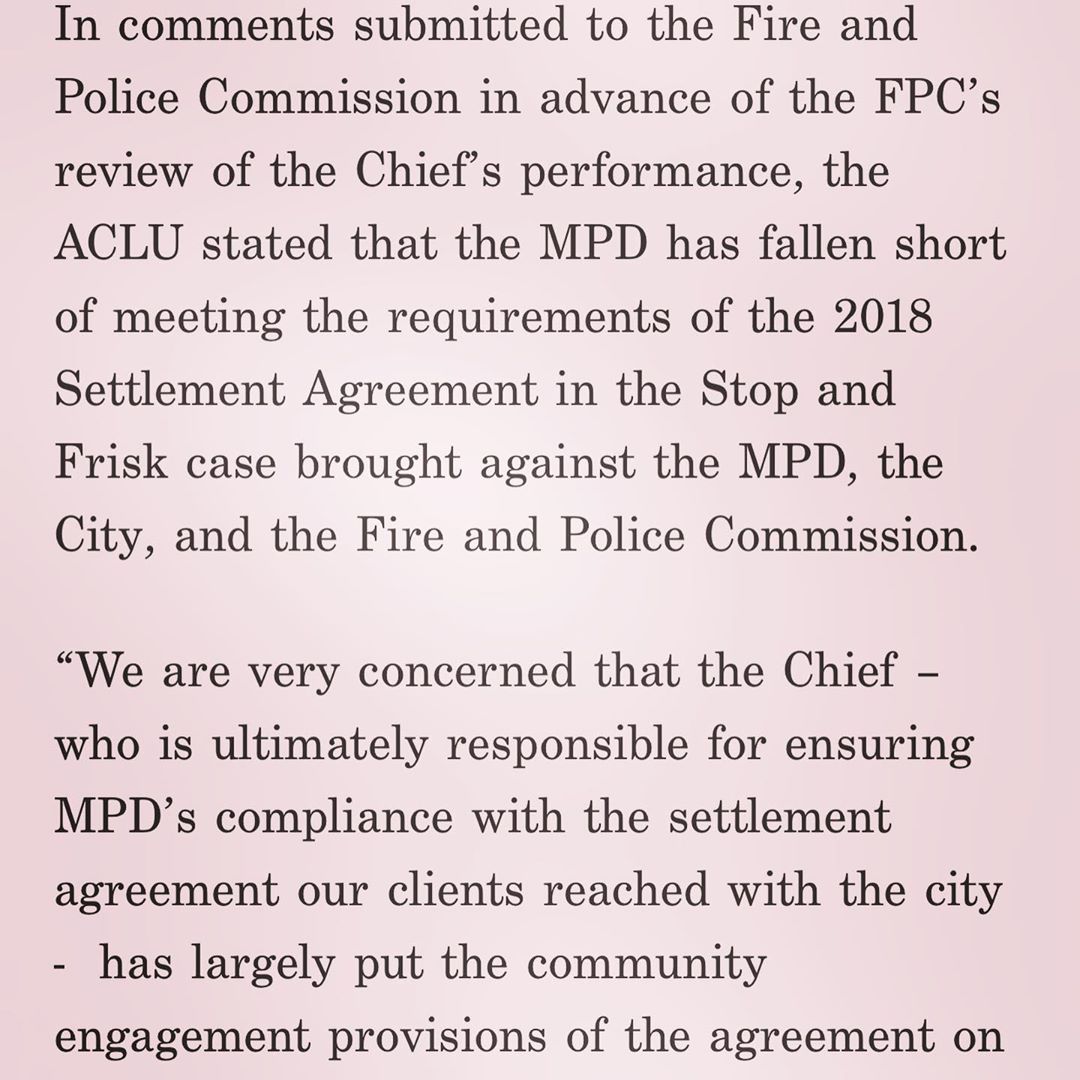 In comments submitted to the Fire and
Police Commission in advance of the FPC’s
review of the Chief’s performance, the
ACLU stated that the MPD has fallen short
of meeting the requirements of the 2018
Settlement Agreement in the Stop and
Frisk case brought against the MPD, the
City, and the Fire and Police Commission.
“We are very concerned that the Chief –
who is ultimately responsible for ensuring
MPD’s compliance with the settlement
agreement our clients reached with the city
- has largely put the community
engagement provisions of the agreement on